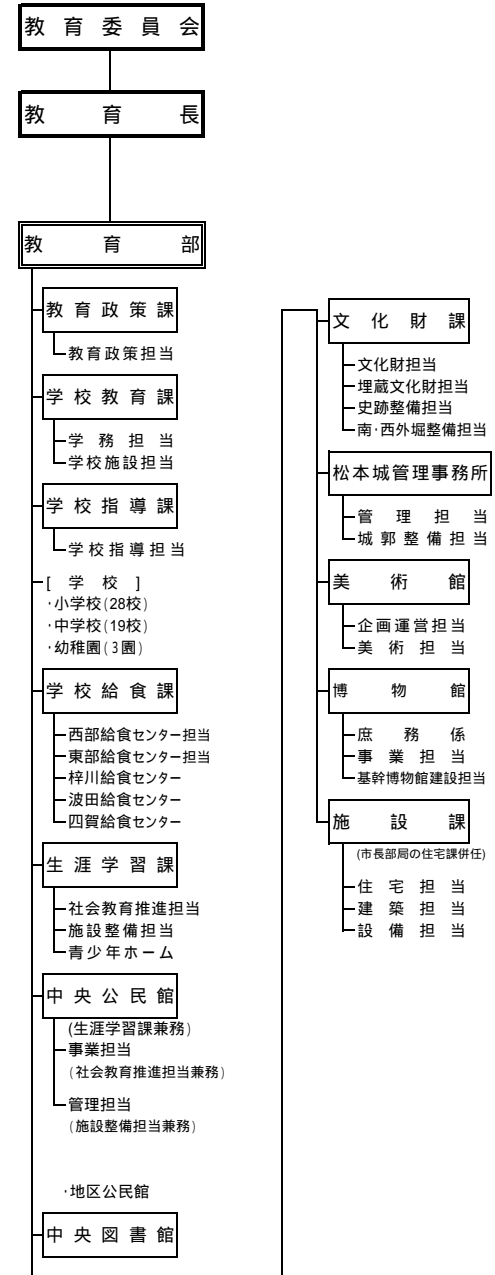 教育委員会
教育長
教育部
教育政策課
教育政策担当
学校教育課
学務担当
学校施設担当
学校指導課
学校指導担当
[学校]
・小学校(28校)
・中学校(19校)
・幼稚園(3園)
学校給食課
西部給食センター担当
東部給食センター担当
梓川給食センター
波田給食センター
四賀給食センター
生涯学習課
社会教育推進担当
施設整備担当
青少年ホーム
中央公民館
(生涯学習課兼務)
事業担当
(社会教育推進担当兼務)
管理担当
(施設整備担当兼務)
・地区公民館
中央図書館
文化財課
文化財担当
埋蔵文化財担当
史跡整備担当
南・西外堀整備担当
松本城管理事務所
管理担当
城郭整備担当
美術館
企画運営担当
美術担当
博物館
庶務係
事業担当
基幹博物館建設担当
施設課
(市長部局の住宅課併任)
住宅担当
建築担当
設備担当